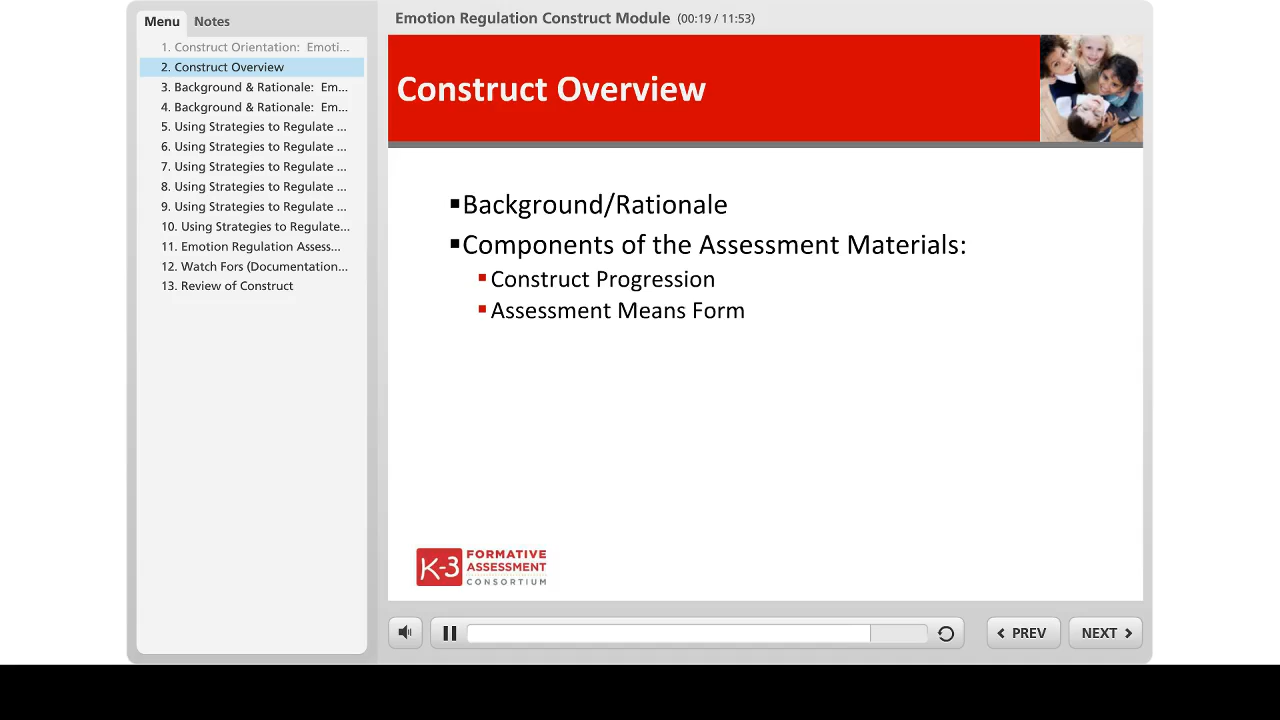 Menu
Notes
Emotion Regulation Construct Module (00:19 / 11:53)
1. Construct Orientation: Emoti...
2. Construct Overview
3. Background & Rationale: Em...
4. Background & Rationale: Em...
5. Using Strategies to Regulate ...
6. Using Strategies to Regulate ...
7. Using Strategies to Regulate ...
8. Using Strategies to Regulate ...
9. Using Strategies to Regulate ...
10. Using Strategies to Regulate...
11. Emotion Regulation Assess...
12. Watch Fors (Documentation...
13. Review of Construct
Construct Overview
▪Background/Rationale
▪Components of the Assessment Materials:
▪Construct Progression
▪Assessment Means Form
K-3 FORMATIVE
ASSESSMENT
CONSORTIUM
PREV
NEXT